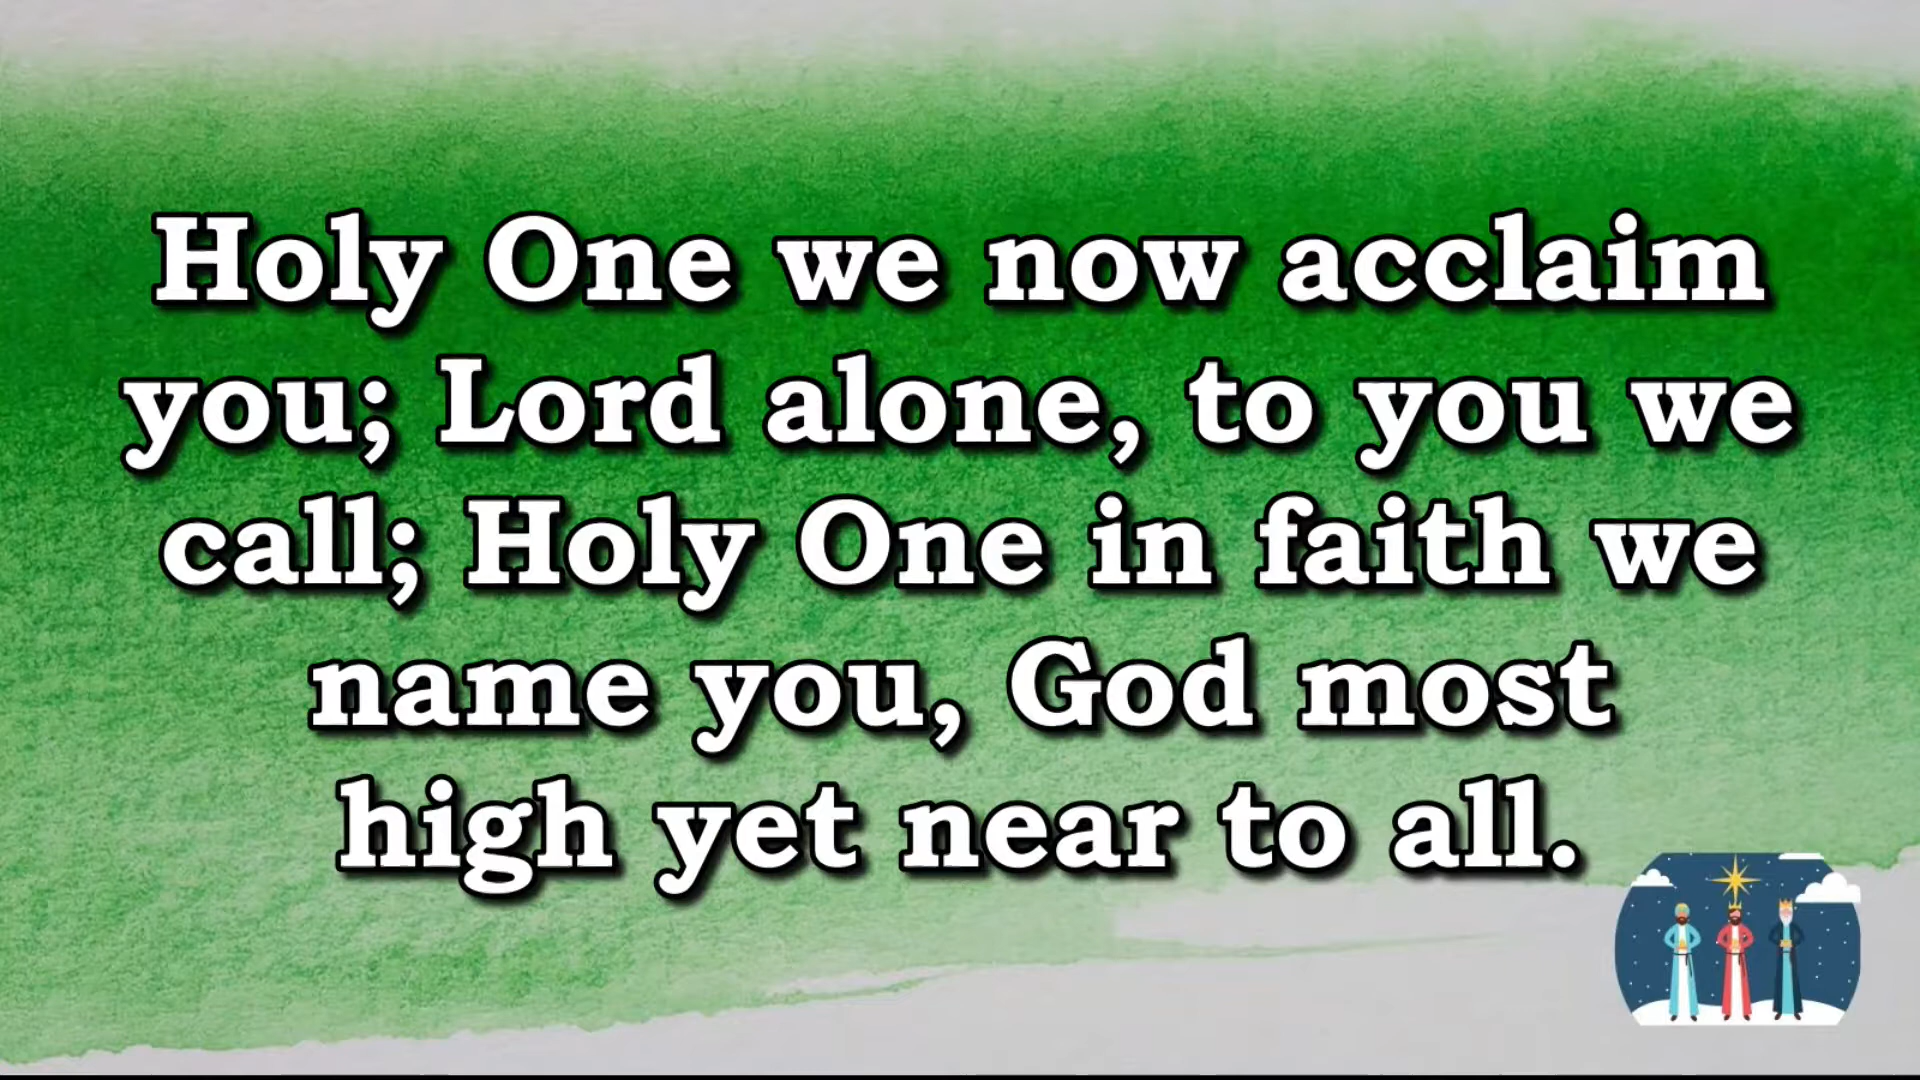 Holy One we now acclaim
you; Lord alone, to you we
call; Holy One in faith we
name you, God most
high yet near to all.